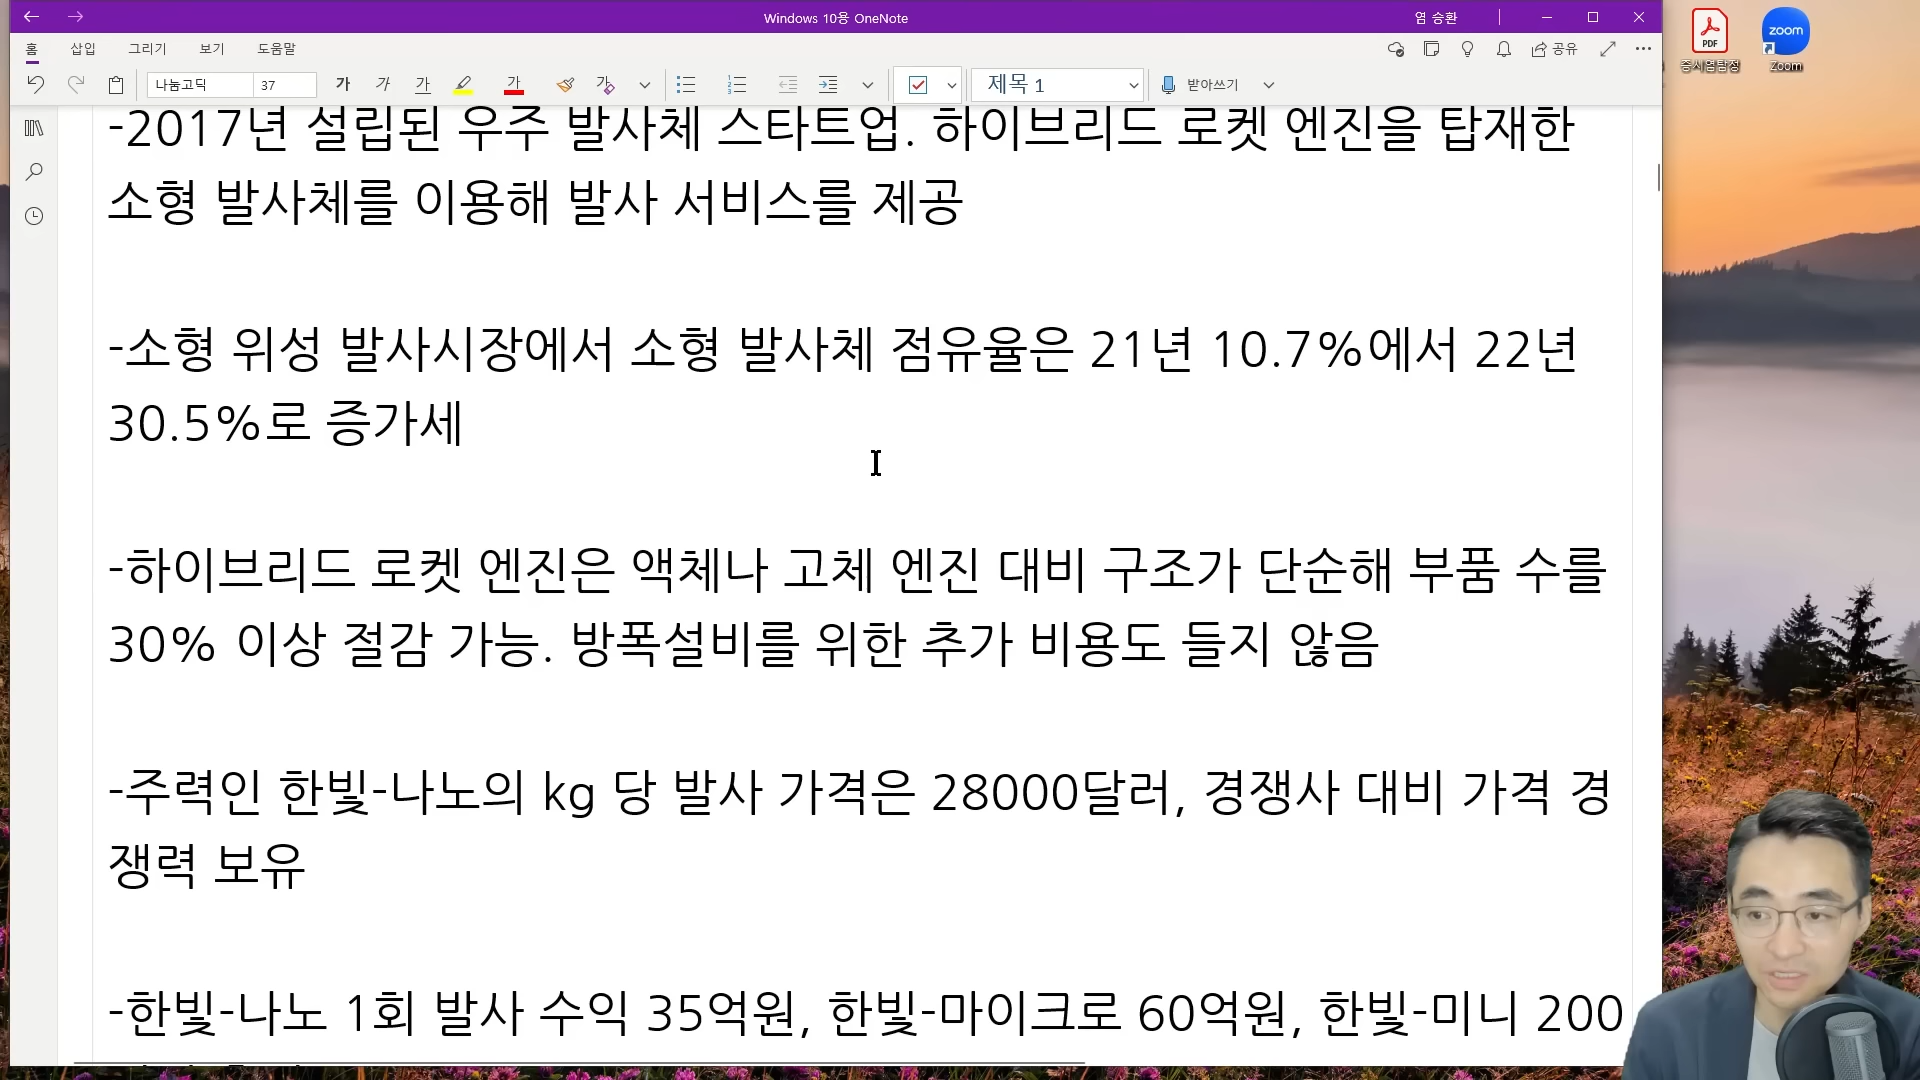 Windows 10용 OneNote
염 승환
홈 삽입 그리기 보기 도움말
공유
나눔고딕 37 가 가 가 가 가 제목 1 받아쓰기
PDF
zoom
증시염탐정 Zoom
-2017년 설립된 우주 발사체 스타트업. 하이브리드 로켓 엔진을 탑재한
소형 발사체를 이용해 발사 서비스를 제공
-소형 위성 발사시장에서 소형 발사체 점유율은 21년 10.7%에서 22년
30.5%로 증가세
-하이브리드 로켓 엔진은 액체나 고체 엔진 대비 구조가 단순해 부품 수를
30% 이상 절감 가능. 방폭설비를 위한 추가 비용도 들지 않음
-주력인 한빛-나노의 kg 당 발사 가격은 28000달러, 경쟁사 대비 가격 경
쟁력 보유
-한빛-나노 1회 발사 수익 35억원, 한빛-마이크로 60억원, 한빛-미니 200